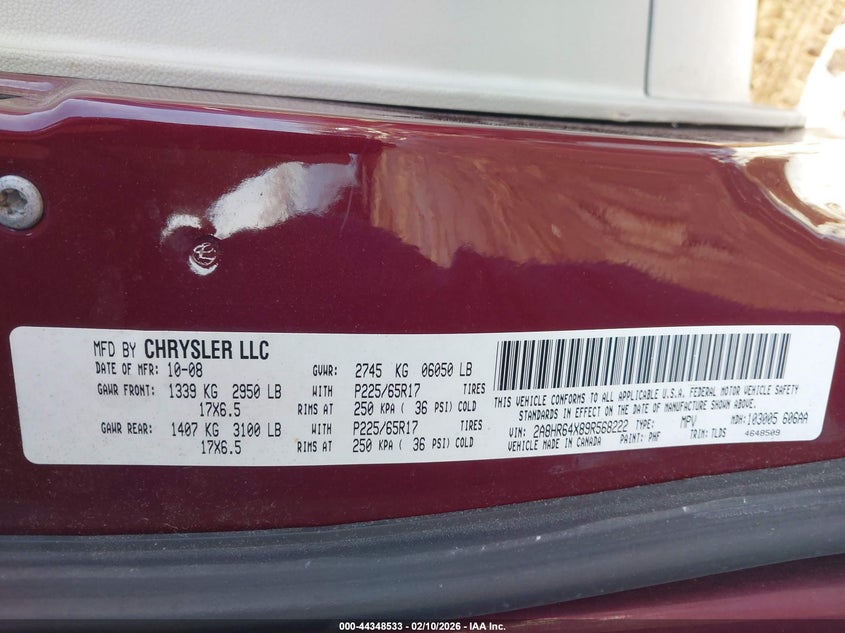 MFD BY CHRYSLER LLC
DATE OF MFR: 10-08 GVWR: 2745 KG 06050 LB
GAWR FRONT: 1339 KG 2950 LB WITH P225/65R17 TIRES
17X6.5 RIMS AT 250 KPA ( 36 PSI) COLD
GAWR REAR: 1407 KG 3100 LB WITH P225/65R17 TIRES
17X6.5 RIMS AT 250 KPA ( 36 PSI) COLD
THIS VEHICLE CONFORMS TO ALL APPLICABLE U.S.A. FEDERAL MOTOR VEHICLE SAFETY
STANDARDS IN EFFECT ON THE DATE OF MANUFACTURE SHOWN ABOVE.
VIN: 2A8HR64X89R568222 TYPE: MPV MDH: 103005 606AA
VEHICLE MADE IN CANADA PAINT: PHF TRIM: TLDS 4648509
000-44348533 - 02/10/2026 - IAA Inc.